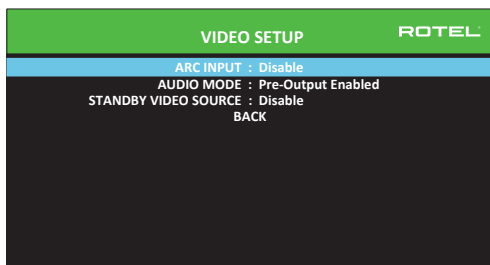 VIDEO SETUP
ROTEL
ARC INPUT : Disable
AUDIO MODE : Pre-Output Enabled
STANDBY VIDEO SOURCE : Disable
BACK